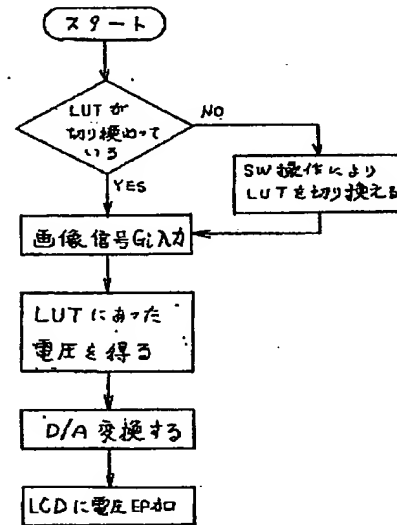 スタート
LUTが
切り換わって
いる
NO
YES
SW操作により
LUTを切り換える
画像信号Gi入力
LUTにあった
電圧を得る
D/A変換する
LCDに電圧印加